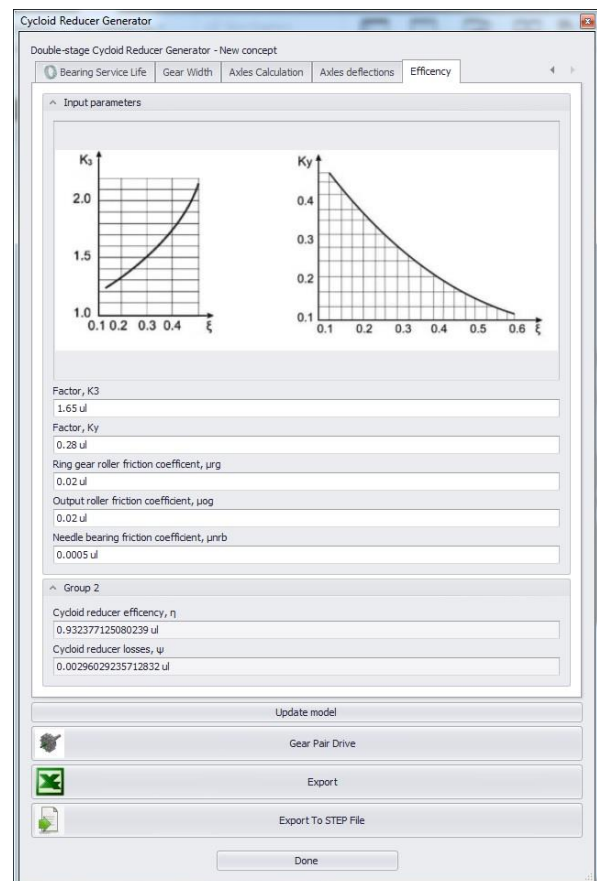 Cycloid Reducer Generator
Double-stage Cycloid Reducer Generator - New concept
Bearing Service Life Gear Width Axles Calculation Axles deflections Efficency
Input parameters
K3
2.0
1.5
1.0
0.1 0.2 0.3 0.4 ξ
Ky
0.4
0.3
0.2
0.1
0.1 0.2 0.3 0.4 0.5 0.6 ξ
Factor, K3
1.65 ul
Factor, Ky
0.28 ul
Ring gear roller friction coefficent, μrg
0.02 ul
Output roller friction coefficient, μog
0.02 ul
Needle bearing friction coefficient, μnrb
0.0005 ul
Group 2
Cycloid reducer efficency, η
0.932377125080239 ul
Cycloid reducer losses, ψ
0.00296029235712832 ul
Update model
Gear Pair Drive
Export
Export To STEP File
Done